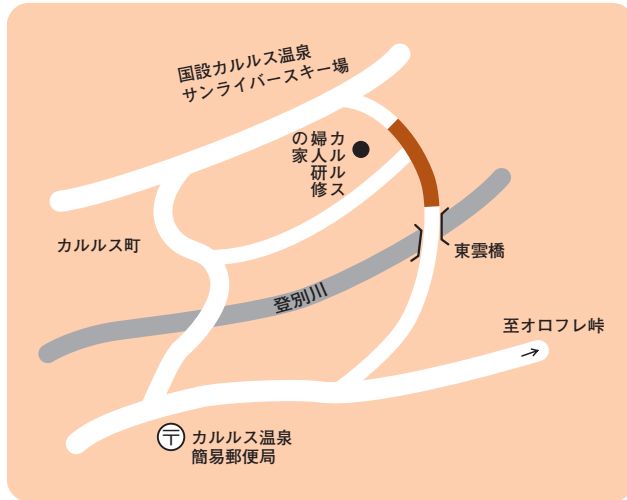 国設カルルス温泉
サンライバースキー場
カルルス
婦人研修
の家
カルルス町
東雲橋
登別川
至オロフレ峠
〒
カルルス温泉
簡易郵便局